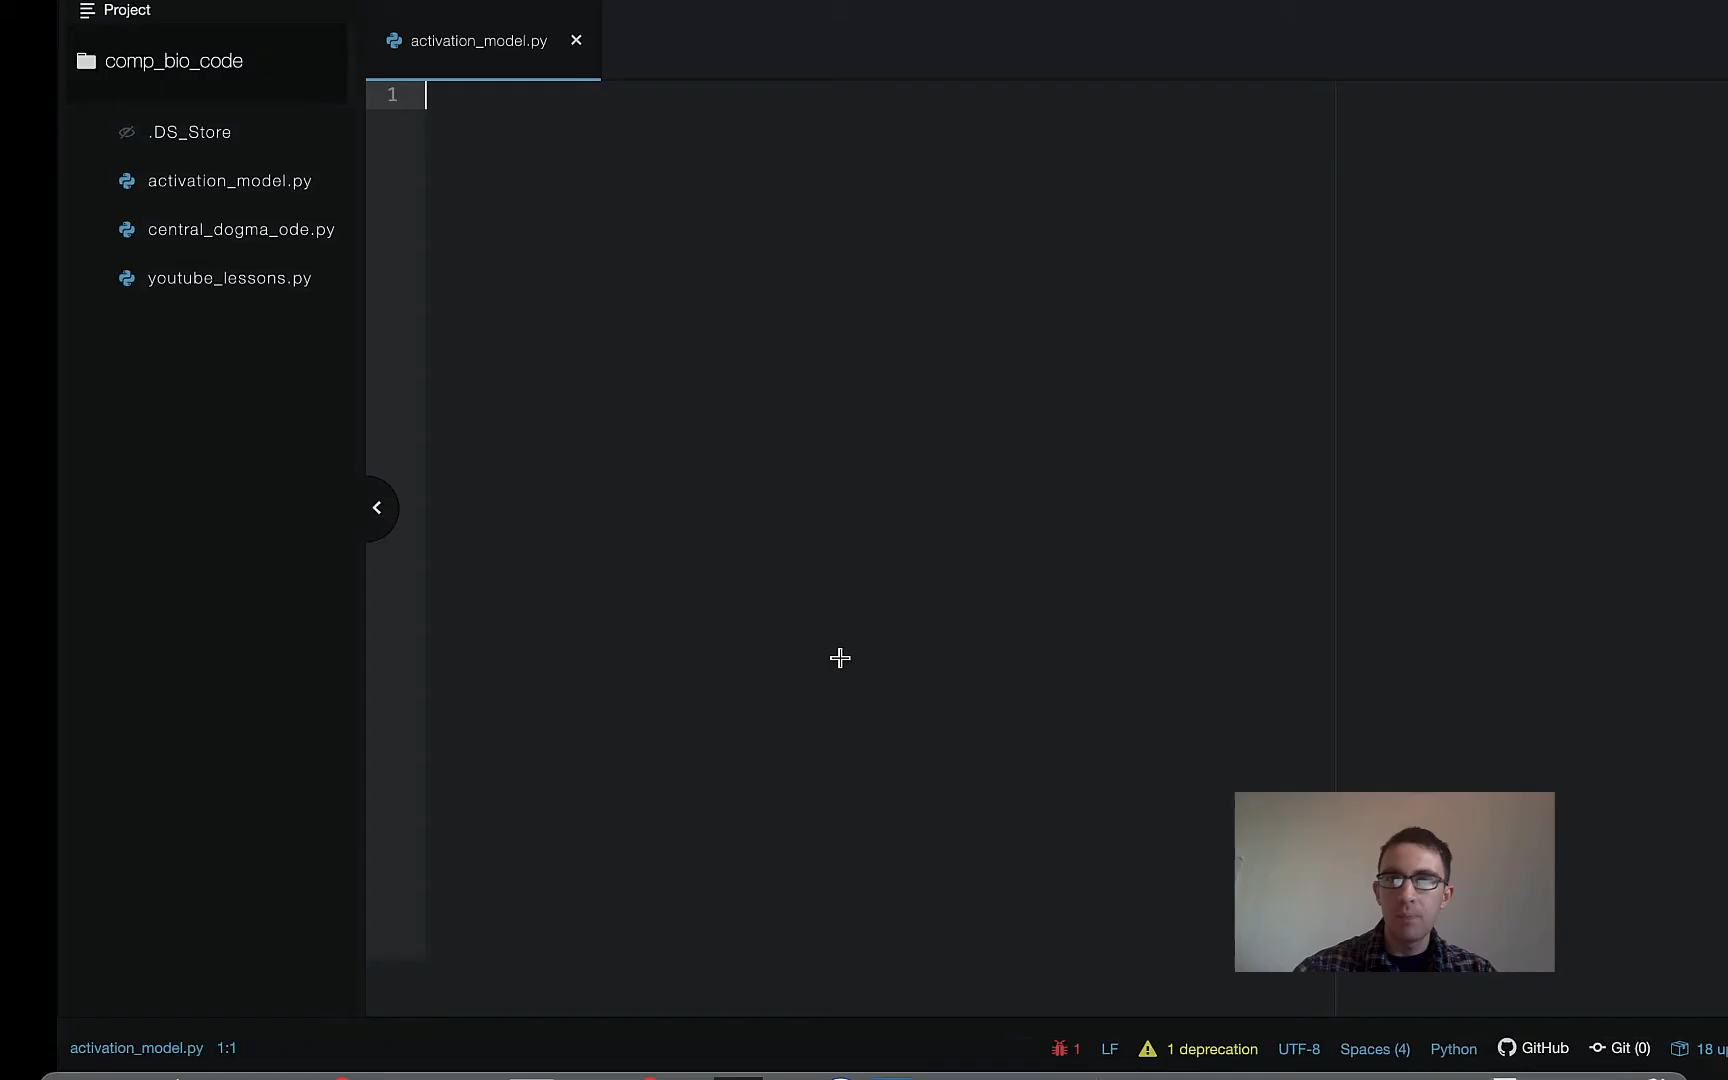 Project
comp_bio_code
.DS_Store
activation_model.py
central_dogma_ode.py
youtube_lessons.py
activation_model.py
1
activation_model.py 1:1
1 LF 1 deprecation UTF-8 Spaces (4) Python GitHub Git (0) 18 up